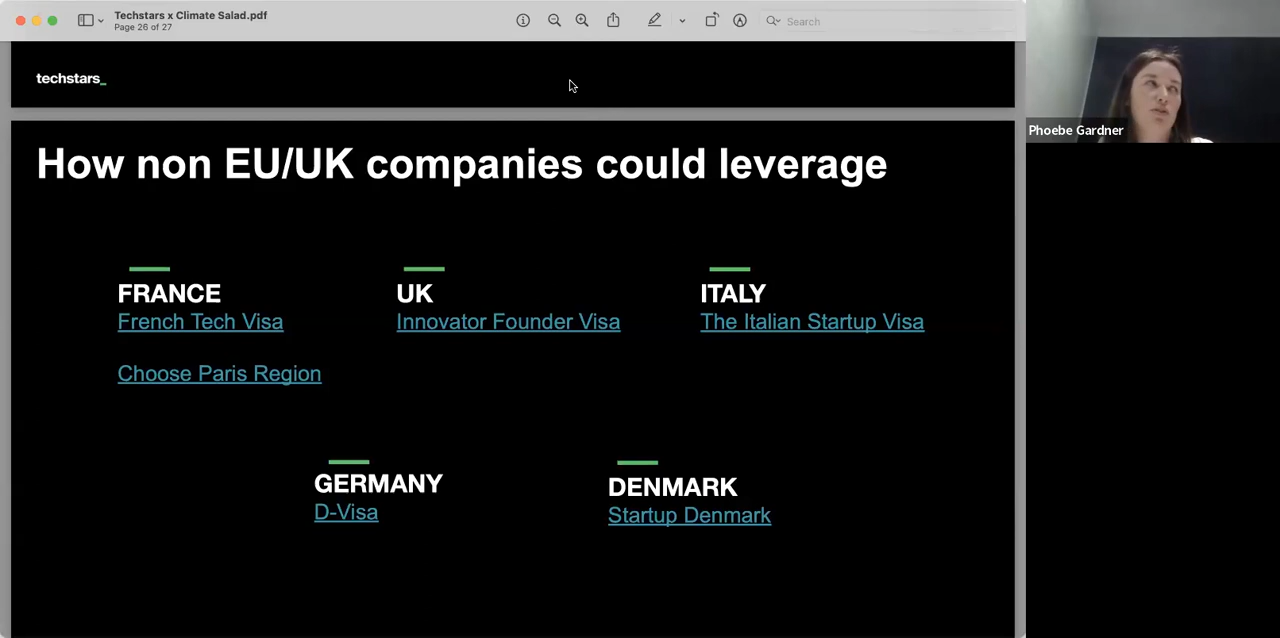 Techstars x Climate Salad.pdf
Page 26 of 27
Search
techstars_
Phoebe Gardner
How non EU/UK companies could leverage
FRANCE
French Tech Visa
Choose Paris Region
UK
Innovator Founder Visa
ITALY
The Italian Startup Visa
GERMANY
D-Visa
DENMARK
Startup Denmark